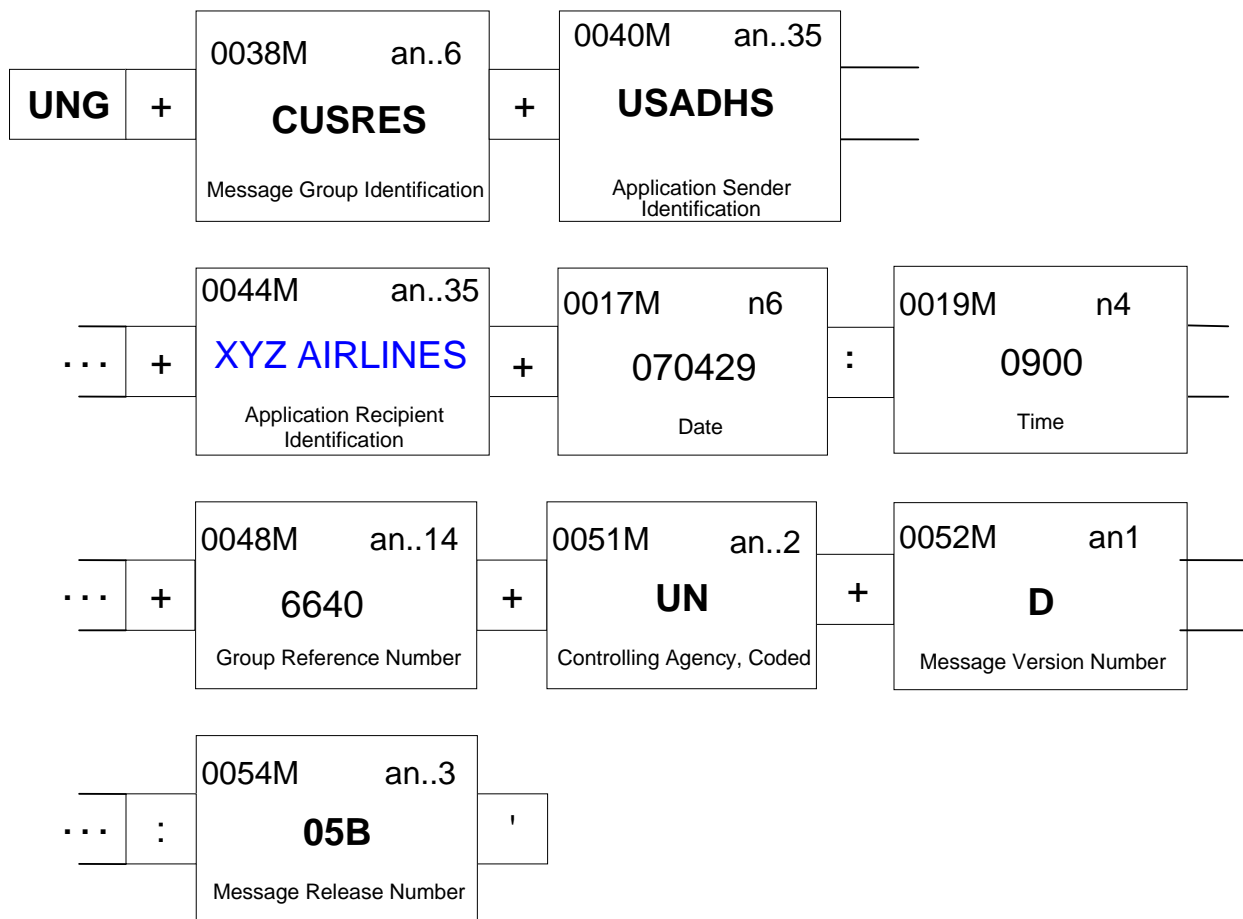 0038M an..6
0040M an..35
UNG + CUSRES + USADHS
Message Group Identification
Application Sender
Identification
0044M an..35
0017M n6
0019M n4
... + XYZ AIRLINES + 070429 : 0900
Application Recipient
Identification
Date
Time
0048M an..14
0051M an..2
0052M an1
... + 6640 + UN + D
Group Reference Number
Controlling Agency, Coded
Message Version Number
0054M an..3
... : 05B '
Message Release Number